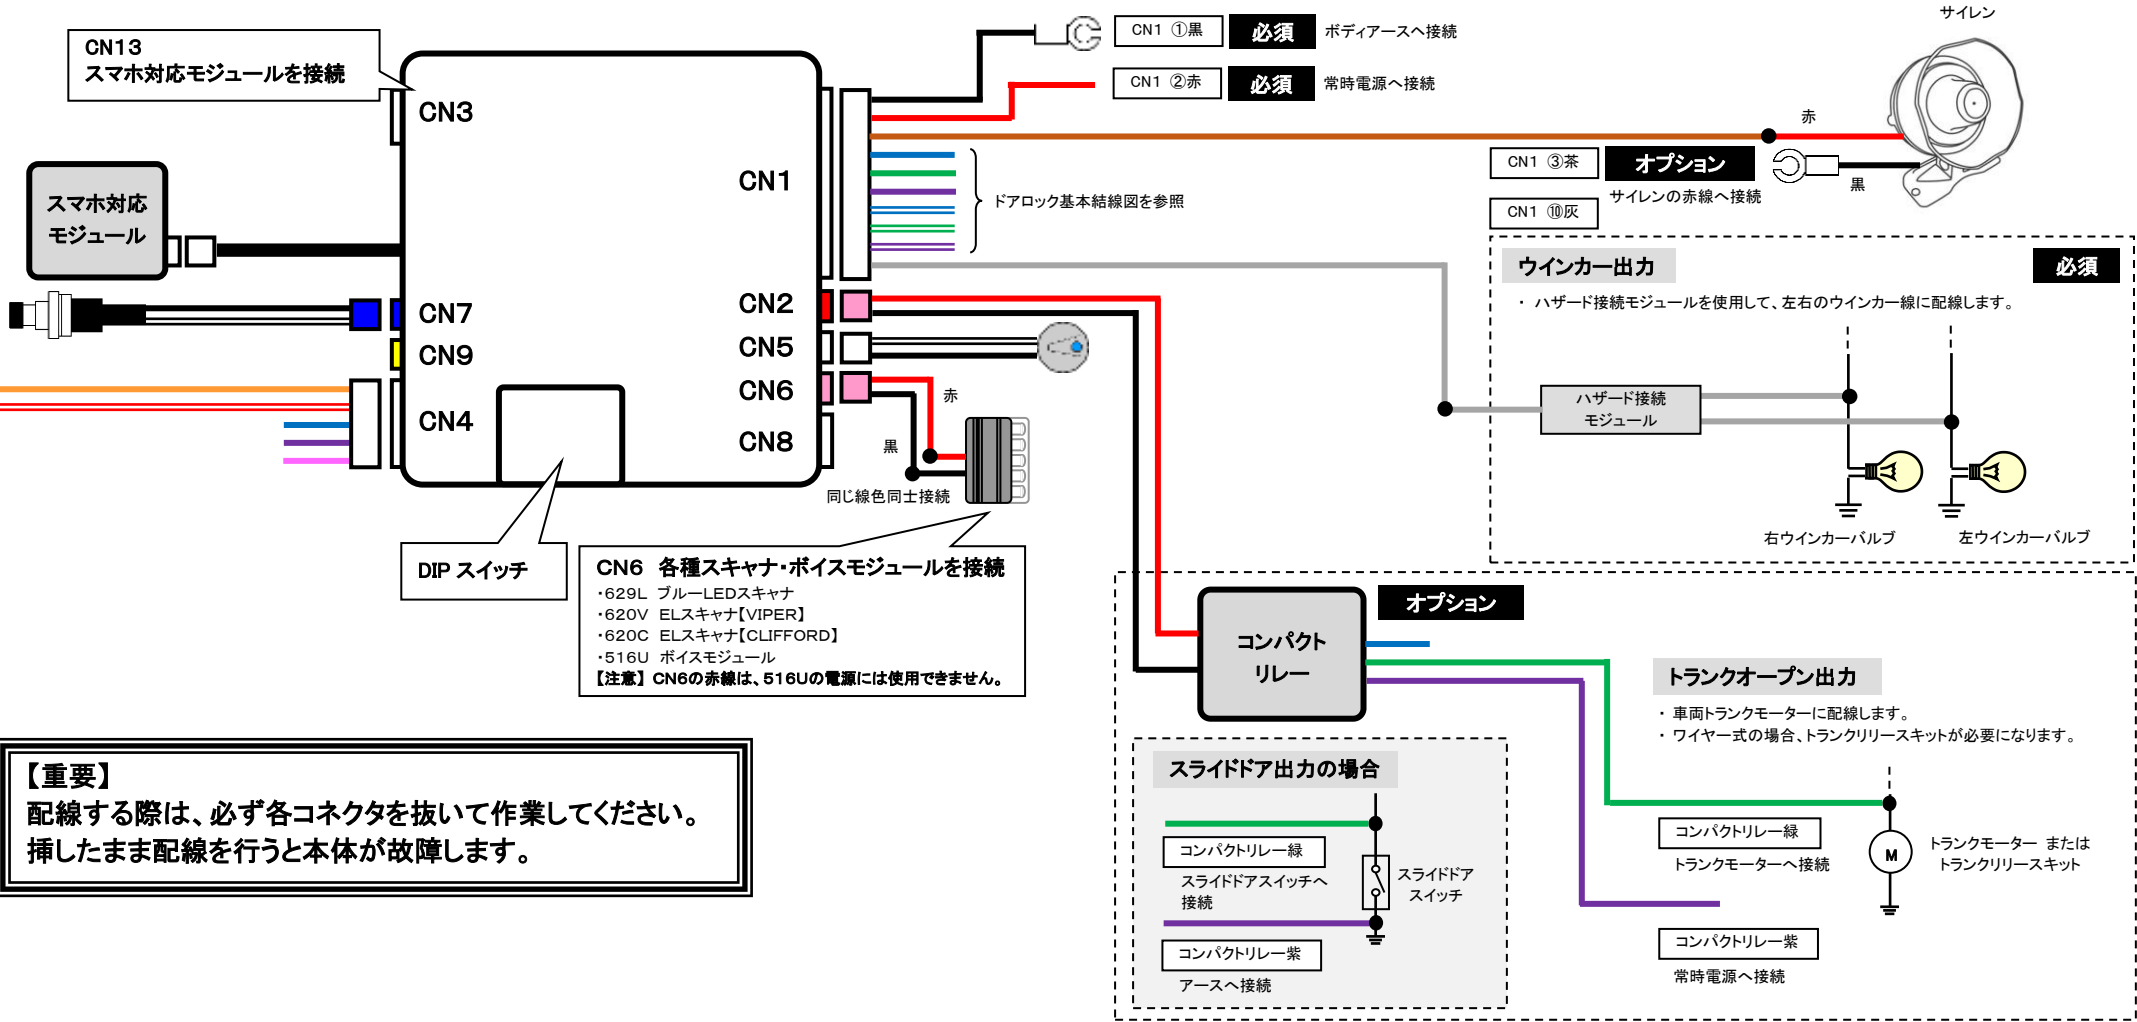 CN13
スマホ対応モジュールを接続
スマホ対応
モジュール
CN3
CN7
CN9
CN4
CN1
CN2
CN5
CN6
CN8
DIP スイッチ
CN1 ①黒
必須
ボディアースへ接続
CN1 ②赤
必須
常時電源へ接続
サイレン
赤
黒
CN1 ③茶
オプション
サイレンの赤線へ接続
CN1 ⑩灰
ドアロック基本結線図を参照
ウインカー出力
必須
・ ハザード接続モジュールを使用して、左右のウインカー線に配線します。
ハザード接続
モジュール
右ウインカーバルブ
左ウインカーバルブ
赤
黒
同じ線色同士接続
CN6 各種スキャナ・ボイスモジュールを接続
・629L ブルーLEDスキャナ
・620V ELスキャナ【VIPER】
・620C ELスキャナ【CLIFFORD】
・516U ボイスモジュール
【注意】 CN6の赤線は、516Uの電源には使用できません。
コンパクト
リレー
オプション
トランクオープン出力
・ 車両トランクモーターに配線します。
・ ワイヤー式の場合、トランクリリースキットが必要になります。
コンパクトリレー緑
トランクモーターへ接続
M
トランクモーター または
トランクリリースキット
コンパクトリレー紫
常時電源へ接続
スライドドア出力の場合
コンパクトリレー緑
スライドドアスイッチへ
接続
スライドドア
スイッチ
コンパクトリレー紫
アースへ接続
【重要】
配線する際は、必ず各コネクタを抜いて作業してください。
挿したまま配線を行うと本体が故障します。